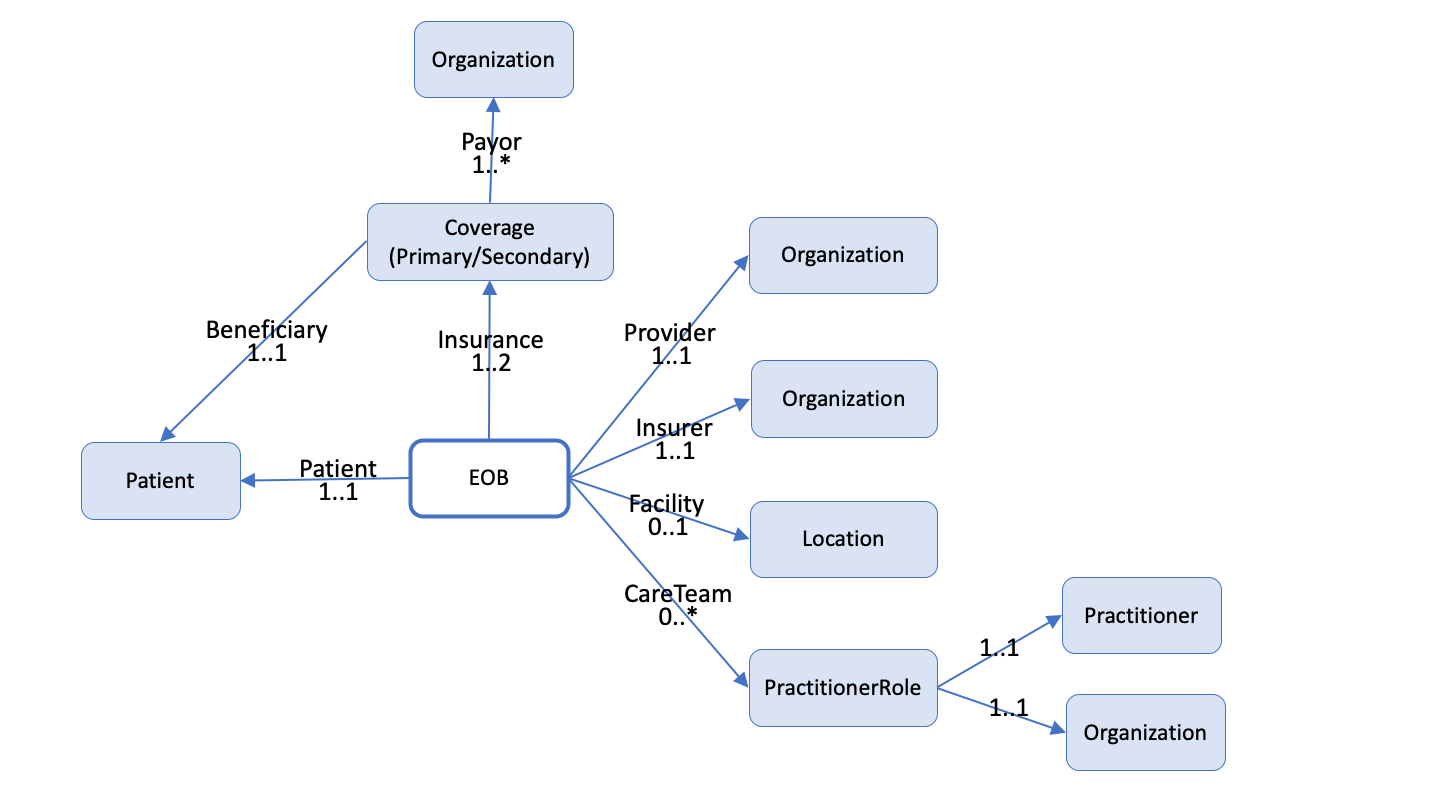 Organization
Payor
1..*
Coverage
(Primary/Secondary)
Organization
Beneficiary
1..1
Insurance
1..2
Provider
1..1
Organization
Insurer
1..1
Patient
Patient
1..1
EOB
Facility
0..1
Location
CareTeam
0..*
Practitioner
1..1
PractitionerRole
1..1
Organization